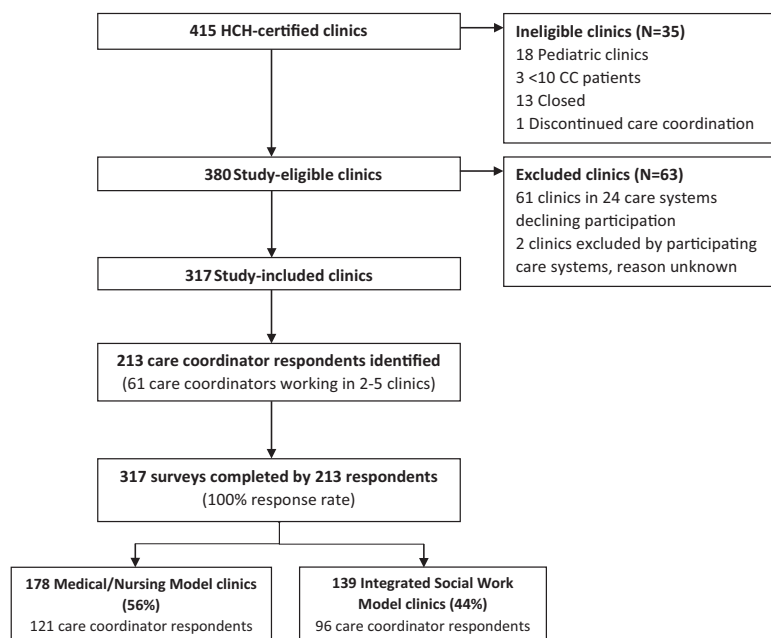 415 HCH-certified clinics
Ineligible clinics (N=35)
18 Pediatric clinics
3 <10 CC patients
13 Closed
1 Discontinued care coordination
380 Study-eligible clinics
Excluded clinics (N=63)
61 clinics in 24 care systems
declining participation
2 clinics excluded by participating
care systems, reason unknown
317 Study-included clinics
213 care coordinator respondents identified
(61 care coordinators working in 2-5 clinics)
317 surveys completed by 213 respondents
(100% response rate)
178 Medical/Nursing Model clinics
(56%)
121 care coordinator respondents
139 Integrated Social Work
Model clinics (44%)
96 care coordinator respondents